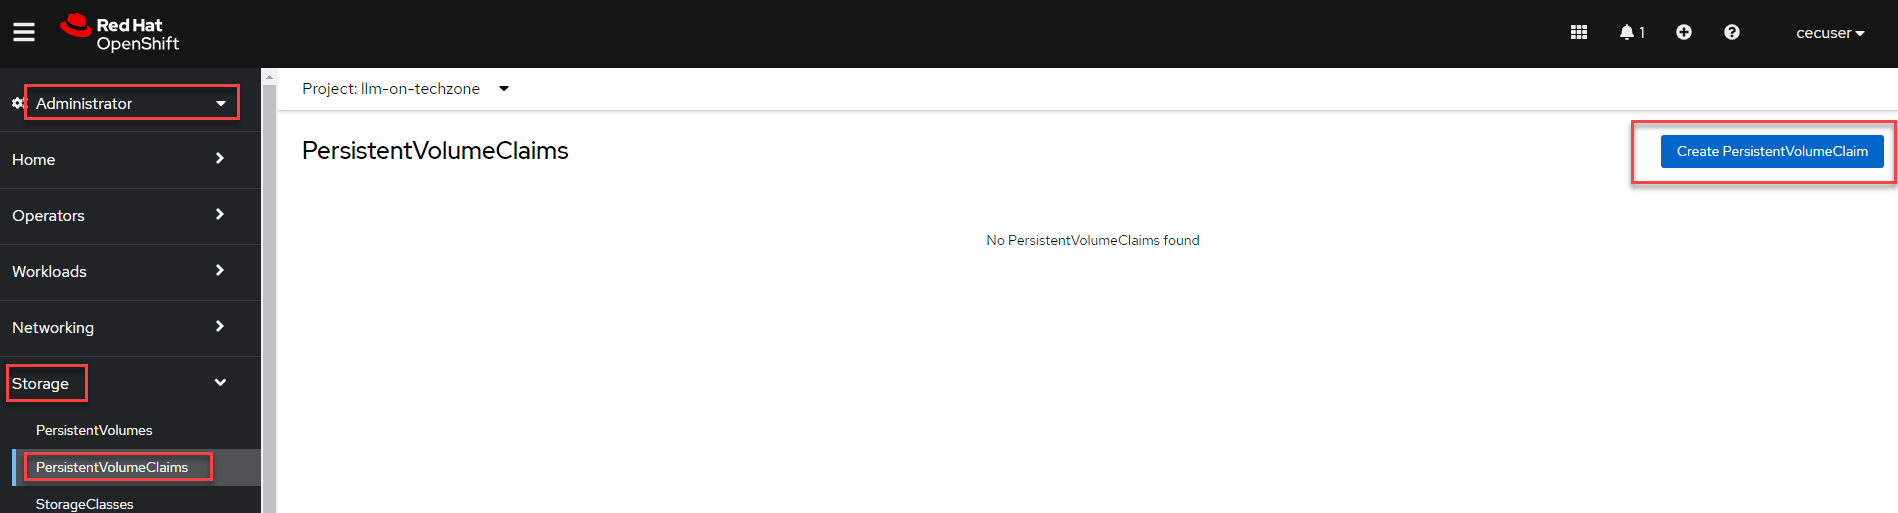 Red Hat
OpenShift
1
cecuser
Administrator
Home
Operators
Workloads
Networking
Storage
PersistentVolumes
PersistentVolumeClaims
StorageClasses
Project: llm-on-techzone
PersistentVolumeClaims
Create PersistentVolumeClaim
No PersistentVolumeClaims found